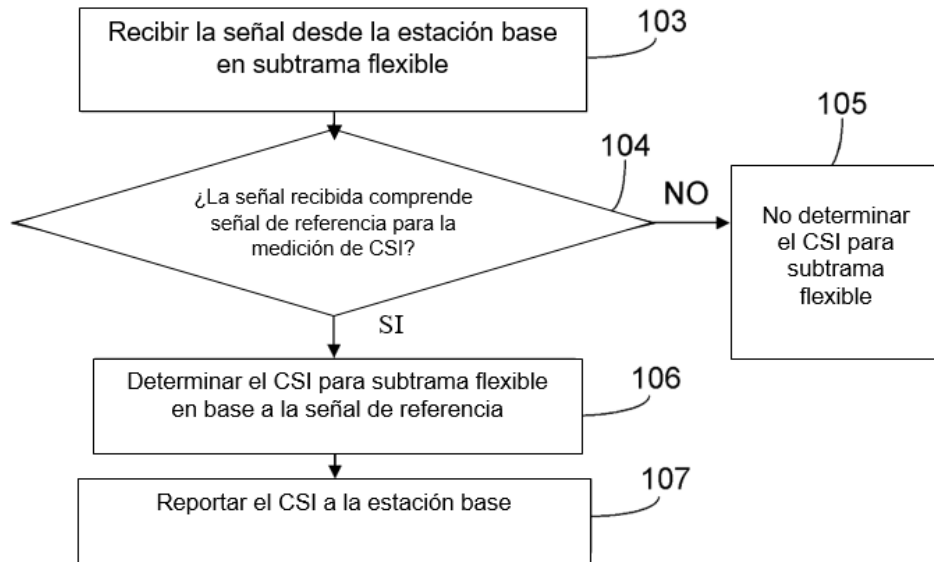 Recibir la señal desde la estación base
en subtrama flexible
103
¿La señal recibida comprende
señal de referencia para la
medición de CSI?
104
NO
105
No determinar
el CSI para
subtrama
flexible
SI
Determinar el CSI para subtrama flexible
en base a la señal de referencia
106
Reportar el CSI a la estación base
107